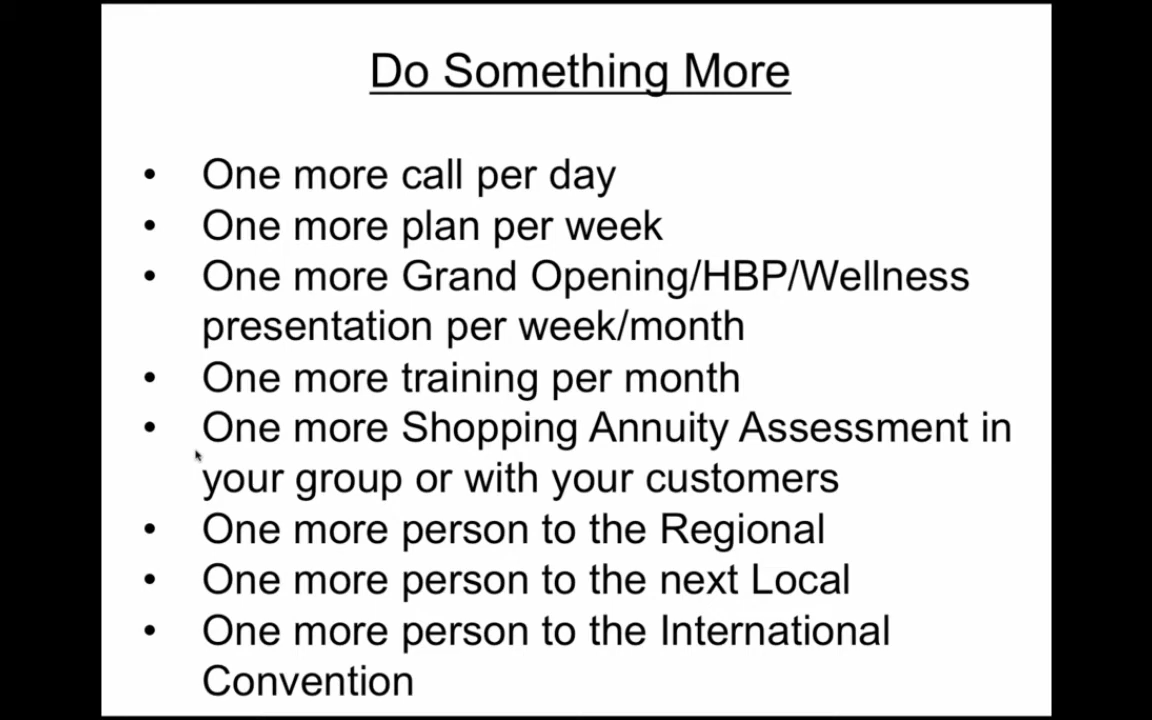 Do Something More
• One more call per day
• One more plan per week
• One more Grand Opening/HBP/Wellness
presentation per week/month
• One more training per month
• One more Shopping Annuity Assessment in
your group or with your customers
• One more person to the Regional
• One more person to the next Local
• One more person to the International
Convention